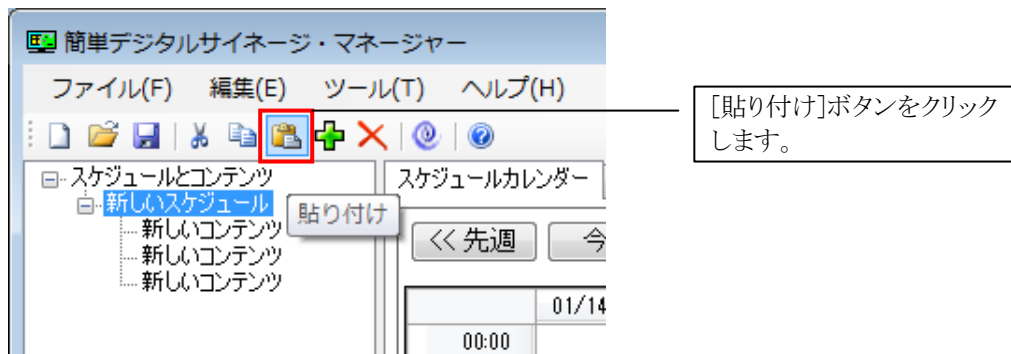 簡単デジタルサイネージ・マネージャー
ファイル(F) 編集(E) ツール(T) ヘルプ(H)
[貼り付け]ボタンをクリック
します。
スケジュールとコンテンツ
スケジュールカレンダー
新しいスケジュール
貼り付け
新しいコンテンツ
新しいコンテンツ
新しいコンテンツ
<< 先週
今
01/14
00:00